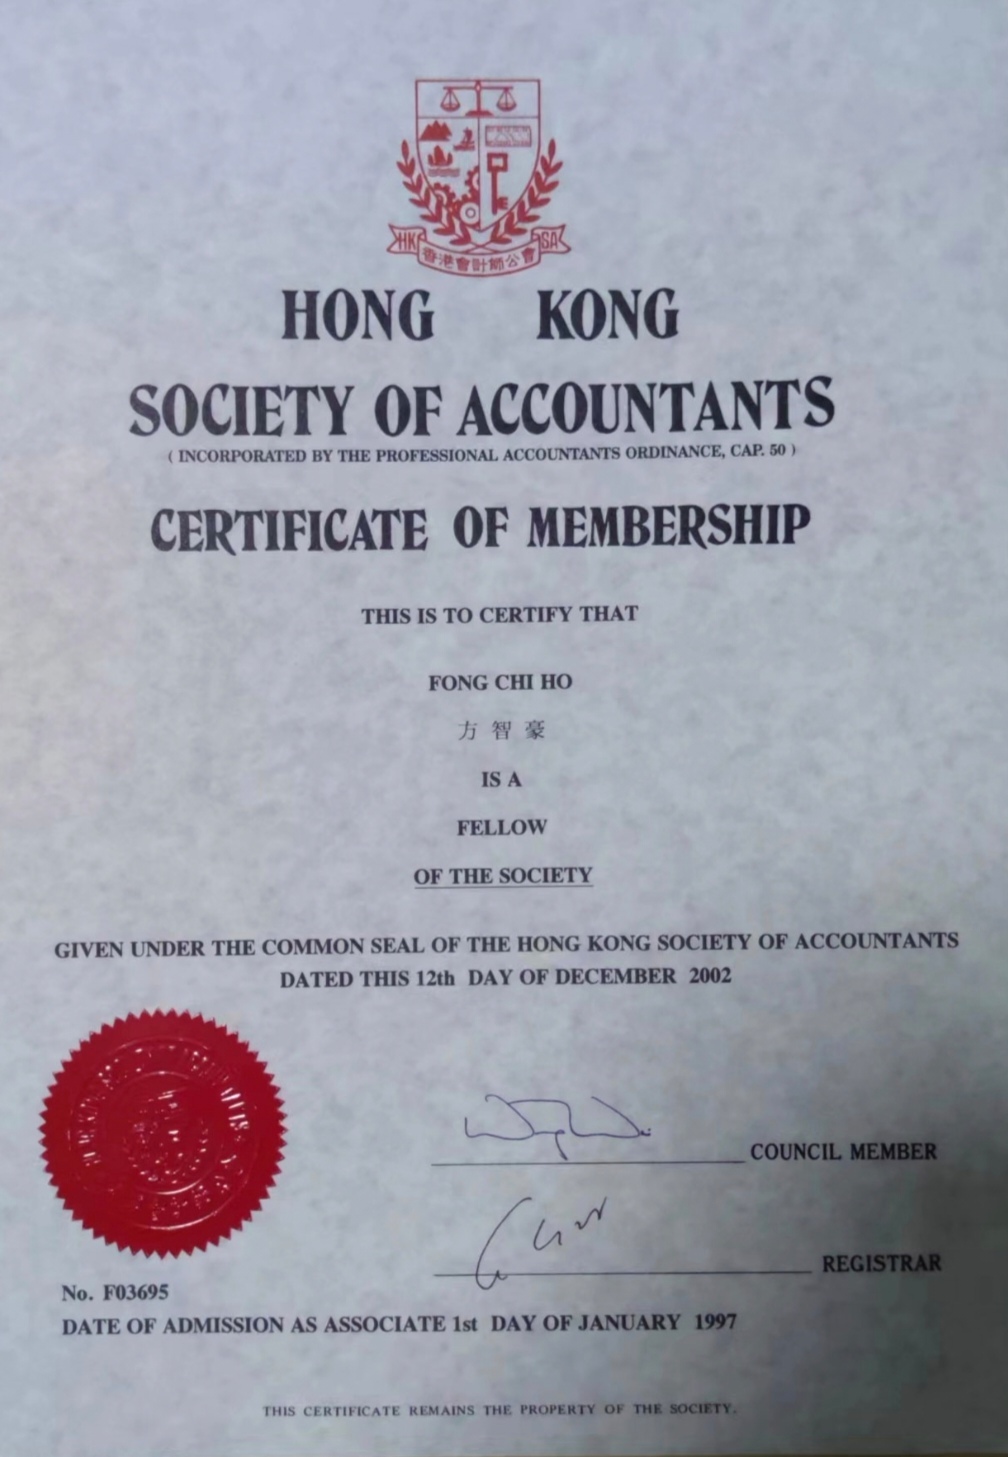 HK SA
香港會計師公會
HONG KONG
SOCIETY OF ACCOUNTANTS
( INCORPORATED BY THE PROFESSIONAL ACCOUNTANTS ORDINANCE, CAP. 50 )
CERTIFICATE OF MEMBERSHIP
THIS IS TO CERTIFY THAT
FONG CHI HO
方智豪
IS A
FELLOW
OF THE SOCIETY
GIVEN UNDER THE COMMON SEAL OF THE HONG KONG SOCIETY OF ACCOUNTANTS
DATED THIS 12th DAY OF DECEMBER 2002
COUNCIL MEMBER
REGISTRAR
No. F03695
DATE OF ADMISSION AS ASSOCIATE 1st DAY OF JANUARY 1997
THIS CERTIFICATE REMAINS THE PROPERTY OF THE SOCIETY.